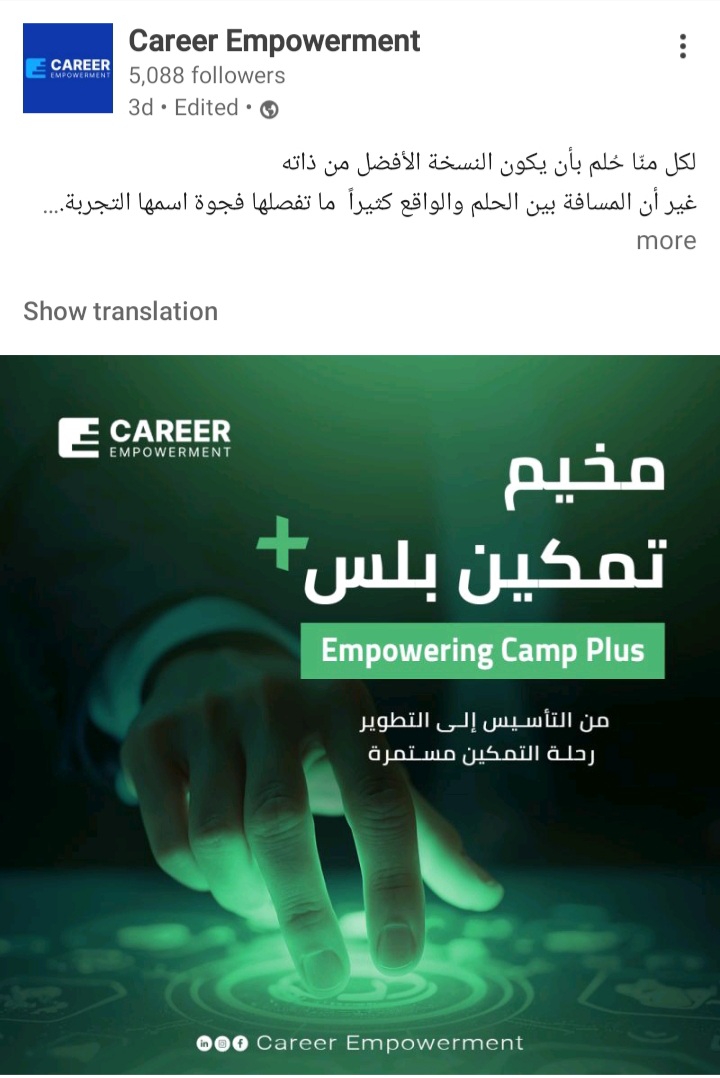 CAREER
EMPOWERMENT
Career Empowerment
5,088 followers
3d • Edited •
لكل منّا حُلم بأن يكون النسخة الأفضل من ذاته
غير أن المسافة بين الحلم والواقع كثيراً ما تفصلها فجوة اسمها التجربة....
more
Show translation
CAREER
EMPOWERMENT
مخيم
تمكين بلس+
Empowering Camp Plus
من التأسيس إلى التطوير
رحلة التمكين مستمرة
Career Empowerment